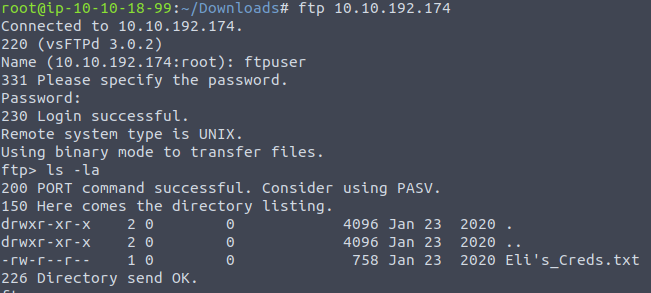 root@ip-10-10-18-99:~/Downloads# ftp 10.10.192.174
Connected to 10.10.192.174.
220 (vsFTPd 3.0.2)
Name (10.10.192.174:root): ftpuser
331 Please specify the password.
Password:
230 Login successful.
Remote system type is UNIX.
Using binary mode to transfer files.
ftp> ls -la
200 PORT command successful. Consider using PASV.
150 Here comes the directory listing.
drwxr-xr-x    2 0        0            4096 Jan 23  2020 .
drwxr-xr-x    2 0        0            4096 Jan 23  2020 ..
-rw-r--r--    1 0        0             758 Jan 23  2020 Eli's_Creds.txt
226 Directory send OK.